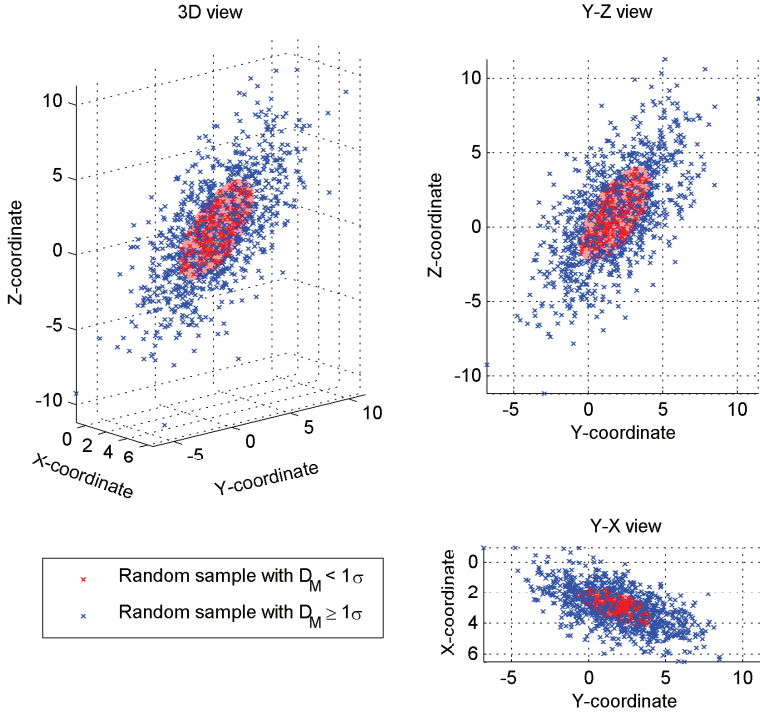 3D view
Z-coordinate
10
5
0
-5
-10
0 2 4 6
X-coordinate
-5 0 5 10
Y-coordinate
Y-Z view
Z-coordinate
10
5
0
-5
-10
-5 0 5 10
Y-coordinate
Random sample with D_M < 1σ
Random sample with D_M ≥ 1σ
Y-X view
X-coordinate
0
2
4
6
-5 0 5 10
Y-coordinate